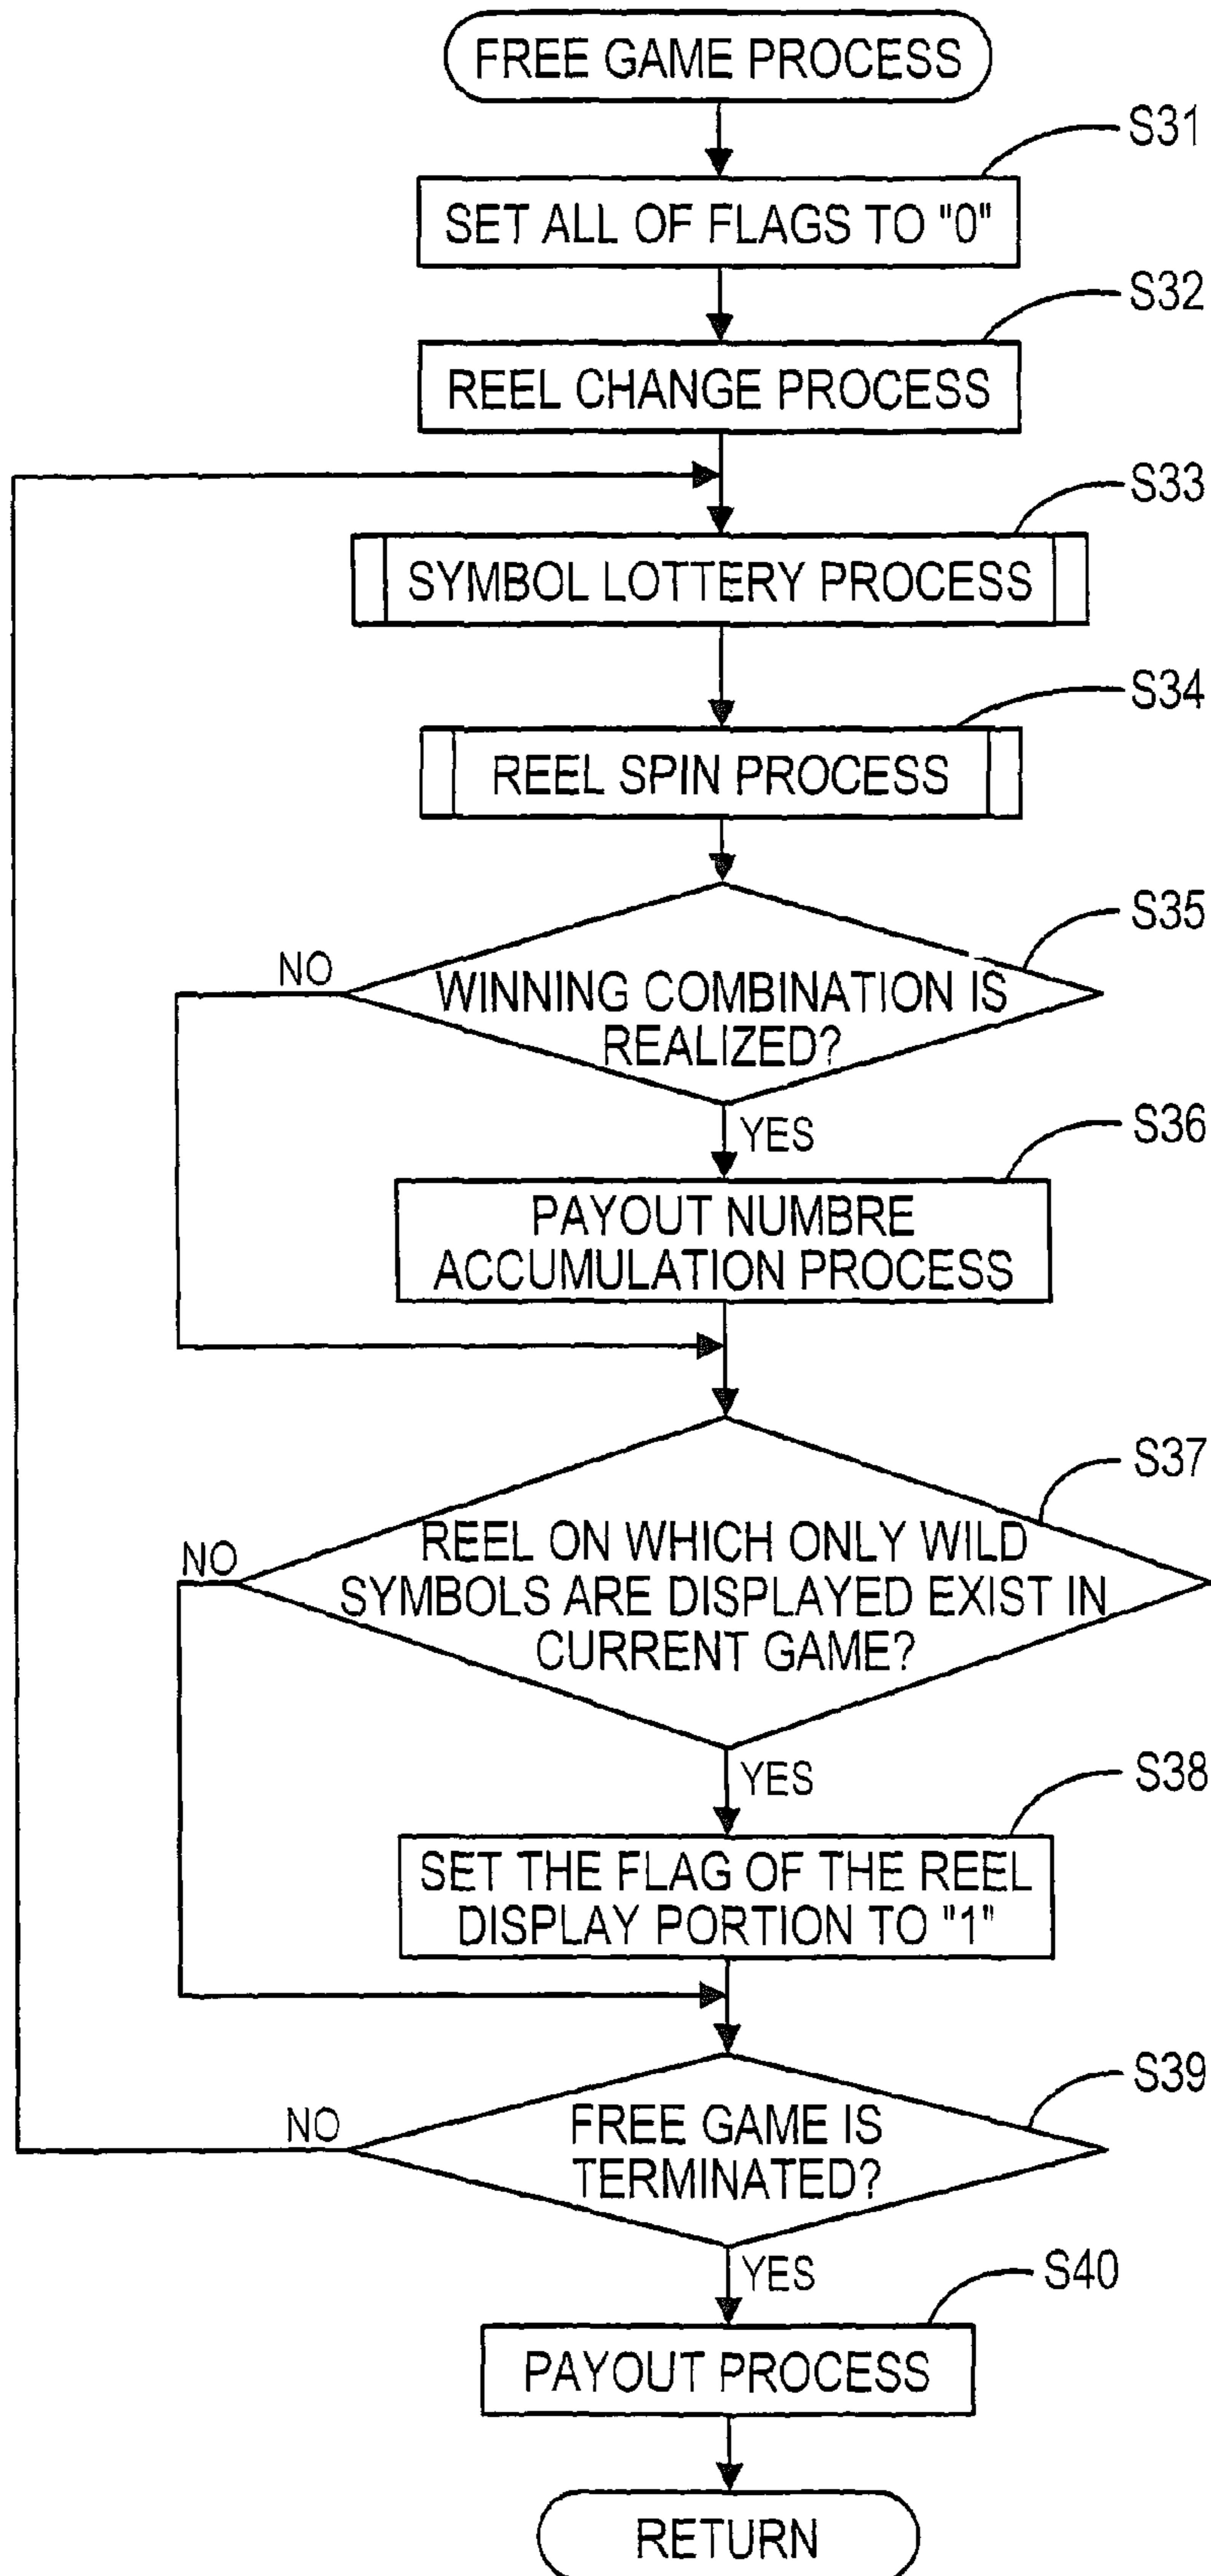 FREE GAME PROCESS
S31
SET ALL OF FLAGS TO "0"
S32
REEL CHANGE PROCESS
S33
SYMBOL LOTTERY PROCESS
S34
REEL SPIN PROCESS
S35
NO
WINNING COMBINATION IS
REALIZED?
YES
S36
PAYOUT NUMBRE
ACCUMULATION PROCESS
S37
NO
REEL ON WHICH ONLY WILD
SYMBOLS ARE DISPLAYED EXIST IN
CURRENT GAME?
YES
S38
SET THE FLAG OF THE REEL
DISPLAY PORTION TO "1"
S39
NO
FREE GAME IS
TERMINATED?
YES
S40
PAYOUT PROCESS
RETURN